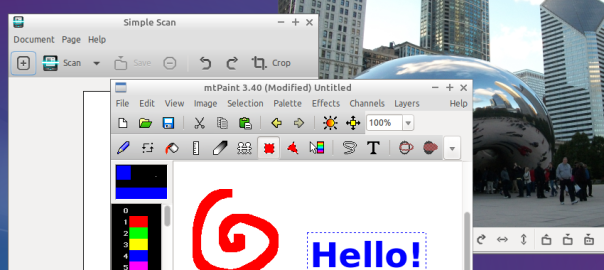 Simple Scan
Document Page Help
Scan Save Crop
mtPaint 3.40 (Modified) Untitled
File Edit View Image Selection Palette Effects Channels Layers Help
100%
T
0
1
2
3
4
5
Hello!